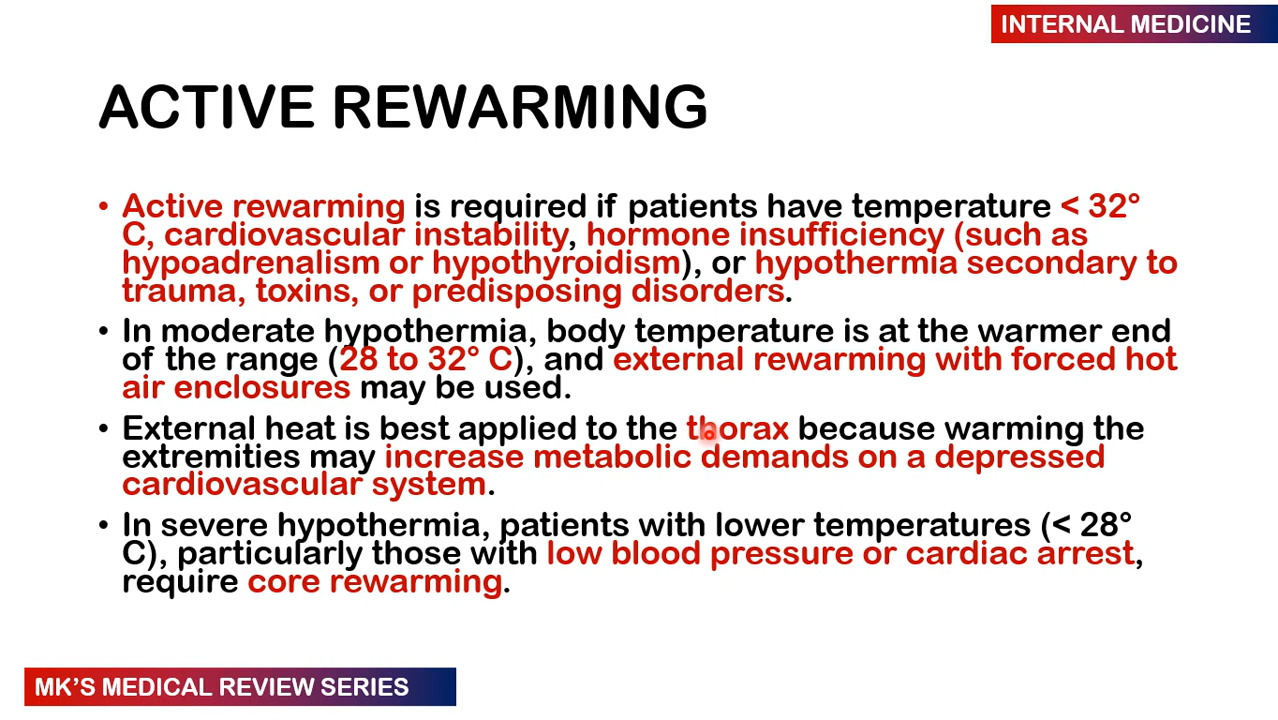 INTERNAL MEDICINE
ACTIVE REWARMING
• Active rewarming is required if patients have temperature < 32°
C, cardiovascular instability, hormone insufficiency (such as
hypoadrenalism or hypothyroidism), or hypothermia secondary to
trauma, toxins, or predisposing disorders.
• In moderate hypothermia, body temperature is at the warmer end
of the range (28 to 32° C), and external rewarming with forced hot
air enclosures may be used.
• External heat is best applied to the thorax because warming the
extremities may increase metabolic demands on a depressed
cardiovascular system.
• In severe hypothermia, patients with lower temperatures (< 28°
C), particularly those with low blood pressure or cardiac arrest,
require core rewarming.
MK’S MEDICAL REVIEW SERIES